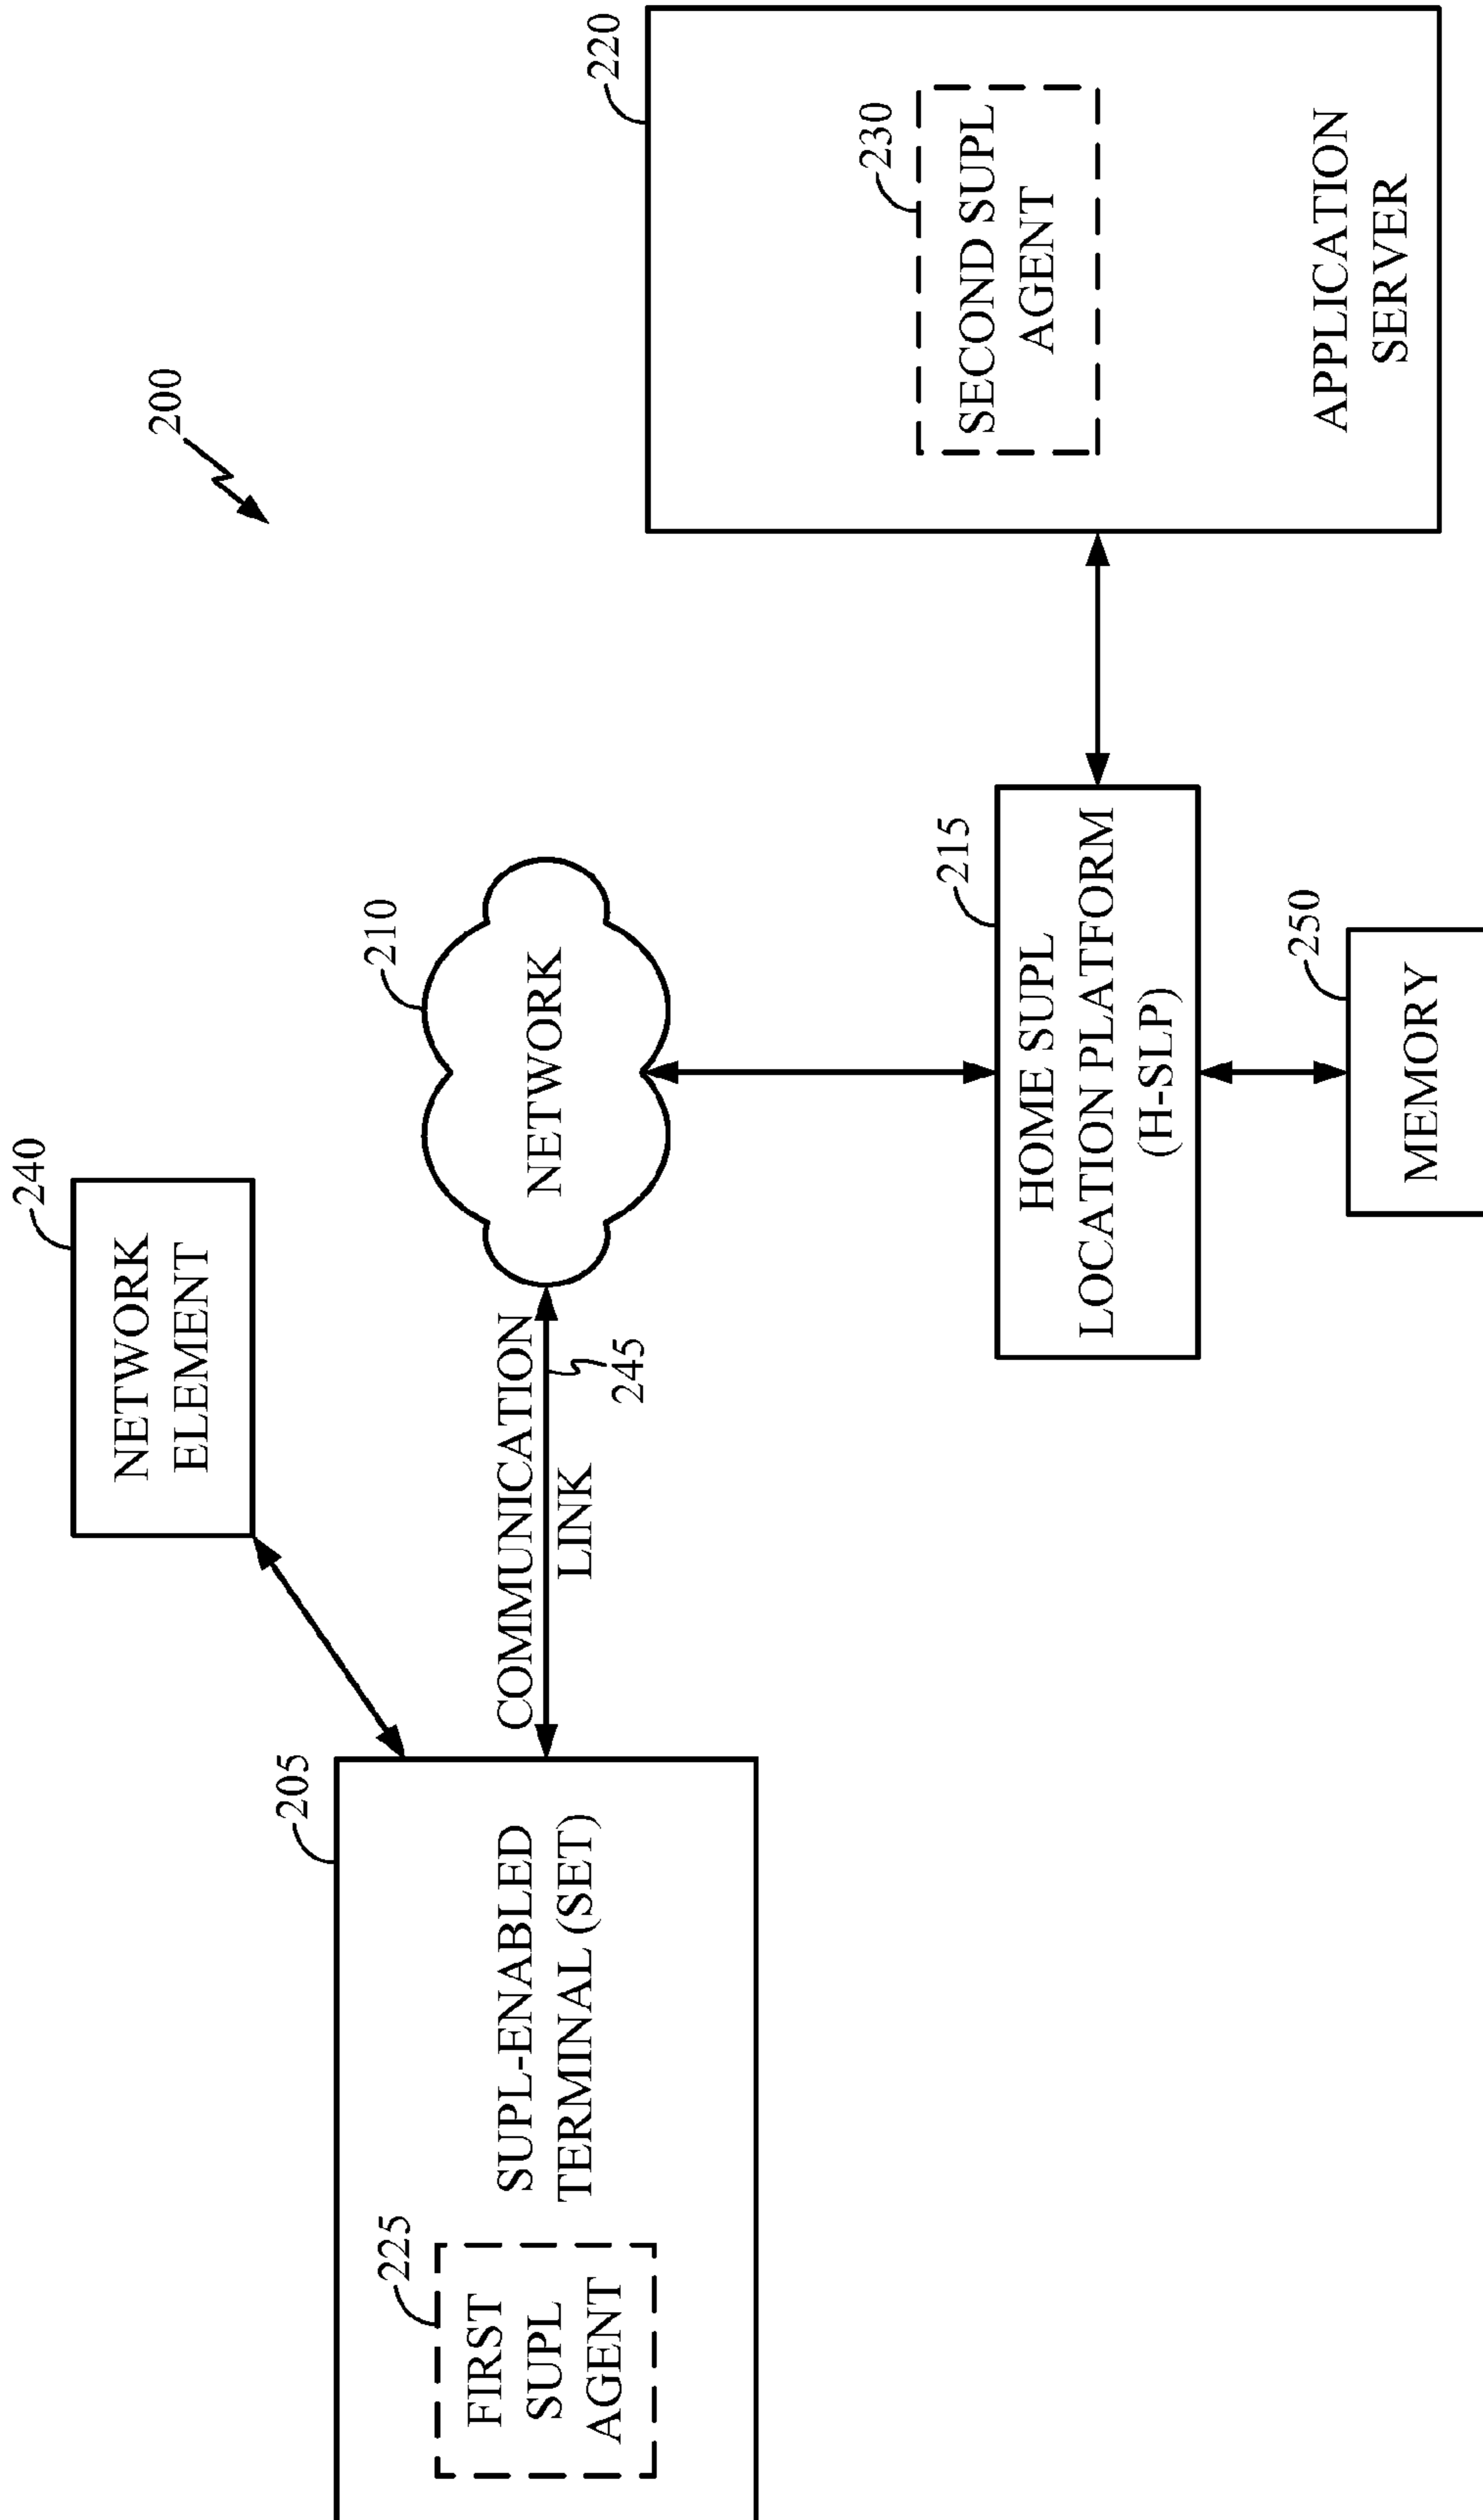 200
240
NETWORK
ELEMENT
205
SUPL-ENABLED
TERMINAL (SET)
225
FIRST
SUPL
AGENT
COMMUNICATION
LINK
245
210
NETWORK
215
HOME SUPL
LOCATION PLATFORM
(H-SLP)
250
MEMORY
220
230
SECOND SUPL
AGENT
APPLICATION
SERVER